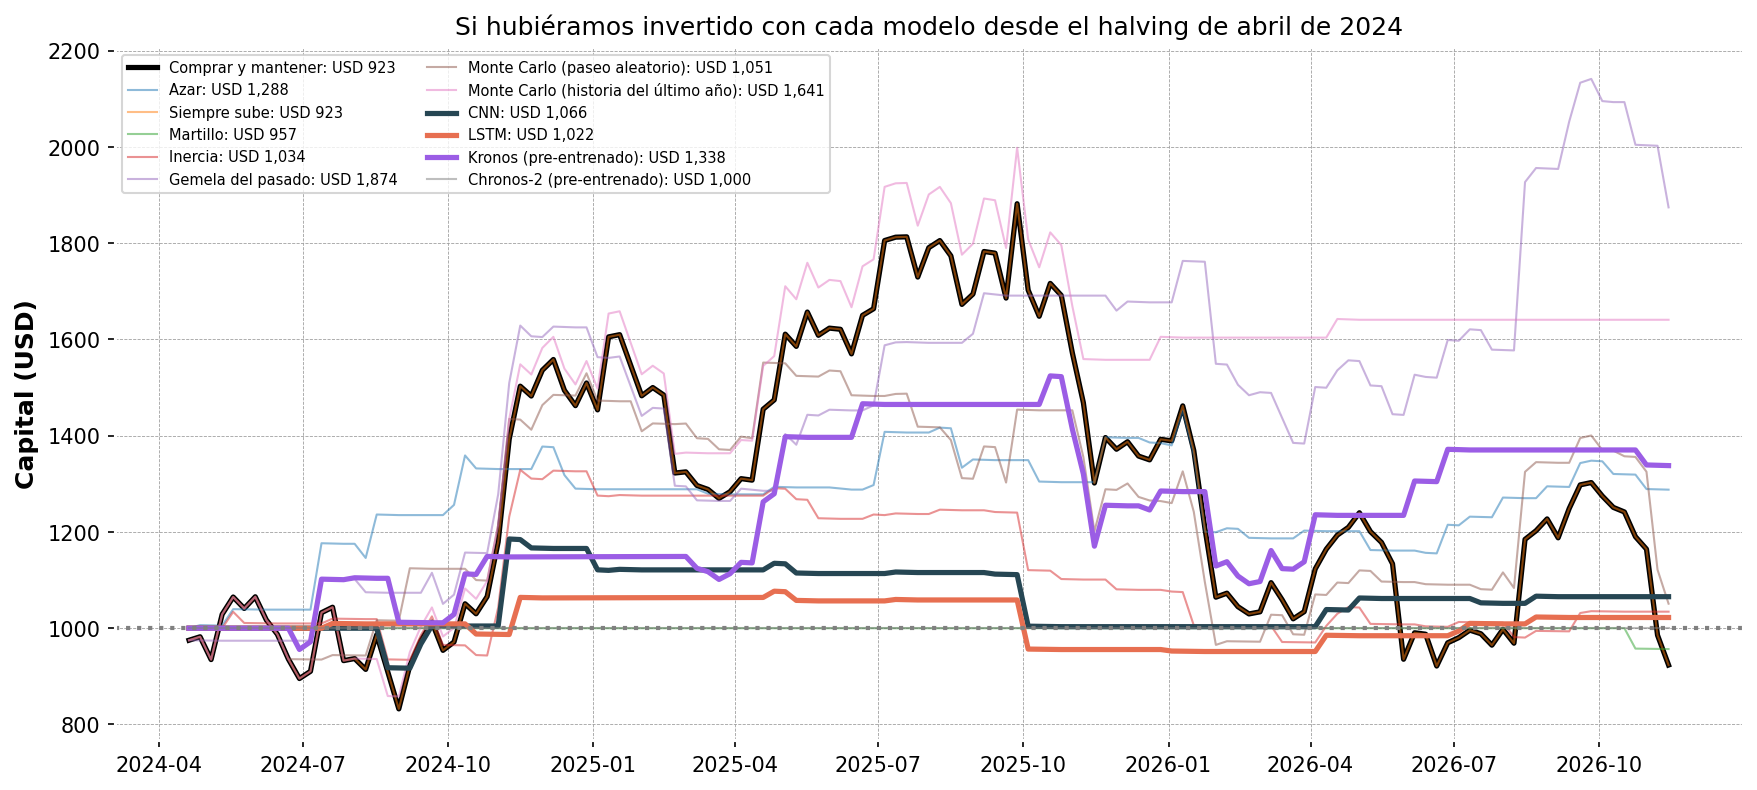 Si hubiéramos invertido con cada modelo desde el halving de abril de 2024
Capital (USD)
2200
2000
1800
1600
1400
1200
1000
800
Comprar y mantener: USD 923
Azar: USD 1,288
Siempre sube: USD 923
Martillo: USD 957
Inercia: USD 1,034
Gemela del pasado: USD 1,874
Monte Carlo (paseo aleatorio): USD 1,051
Monte Carlo (historia del último año): USD 1,641
CNN: USD 1,066
LSTM: USD 1,022
Kronos (pre-entrenado): USD 1,338
Chronos-2 (pre-entrenado): USD 1,000
2024-04
2024-07
2024-10
2025-01
2025-04
2025-07
2025-10
2026-01
2026-04
2026-07
2026-10